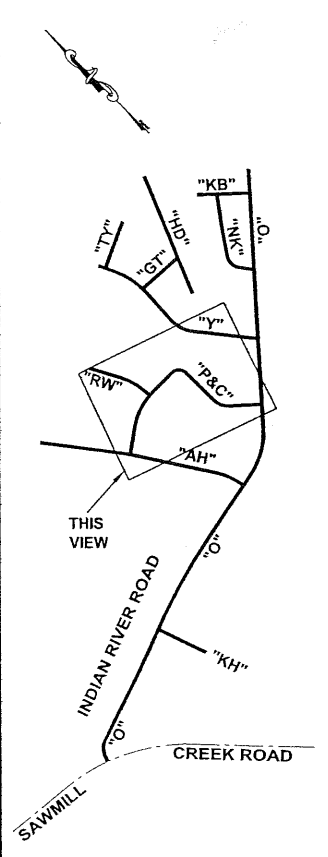 "KB"
"HD"
"TY"
"NK"
"O"
"GT"
"Y"
"RW"
"P&C"
"AH"
THIS
VIEW
"O"
INDIAN RIVER ROAD
"KH"
"O"
CREEK ROAD
SAWMILL